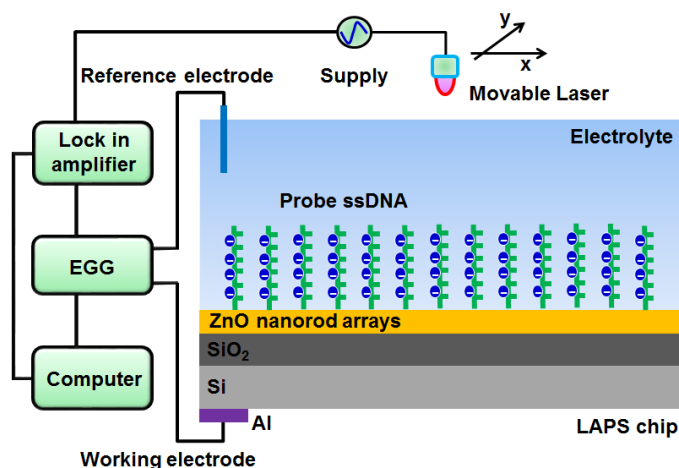 y
x
Reference electrode
Supply
Movable Laser
Lock in
amplifier
Electrolyte
Probe ssDNA
EGG
ZnO nanorod arrays
SiO2
Computer
Si
Al
LAPS chip
Working electrode